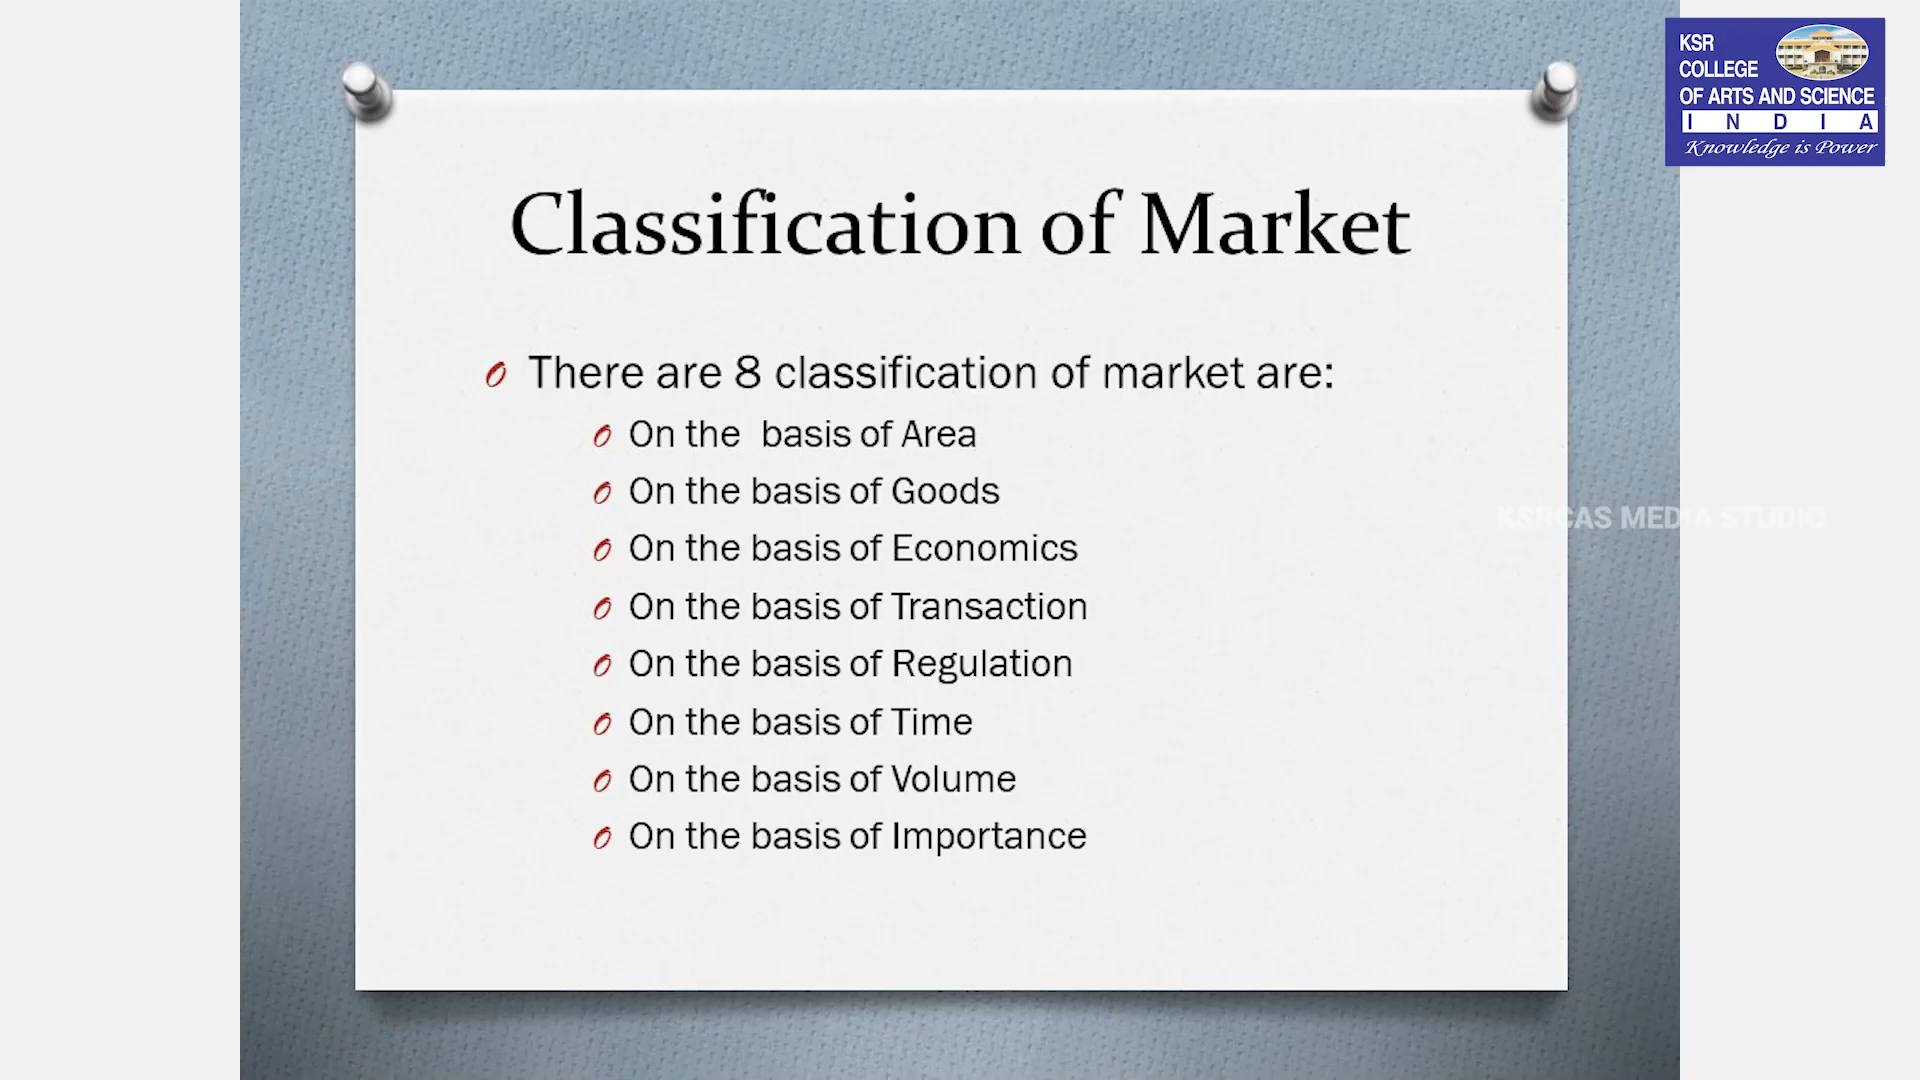 KSR
COLLEGE
OF ARTS AND SCIENCE
INDIA
Knowledge is Power
Classification of Market
There are 8 classification of market are:
On the basis of Area
On the basis of Goods
On the basis of Economics
KSRCAS MEDIA STUDIO
On the basis of Transaction
On the basis of Regulation
On the basis of Time
On the basis of Volume
On the basis of Importance